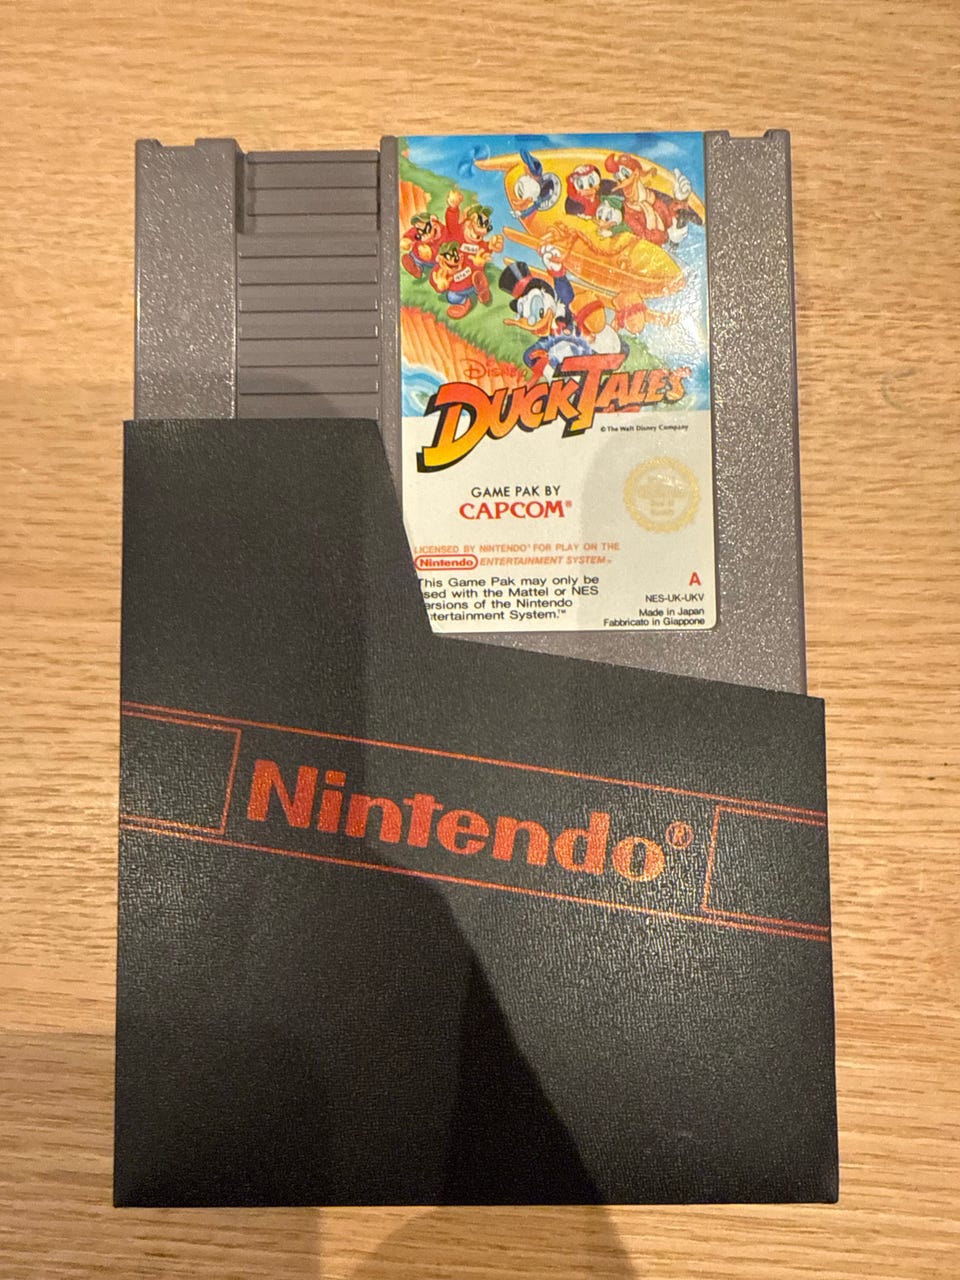 Disney
DUCKTALES
© The Walt Disney Company
GAME PAK BY
CAPCOM®
LICENSED BY NINTENDO® FOR PLAY ON THE
Nintendo ENTERTAINMENT SYSTEM™
This Game Pak may only be
sed with the Mattel or NES
ersions of the Nintendo
tertainment System.™
A
NES-UK-UKV
Made in Japan
Fabbricato in Giappone
Nintendo®